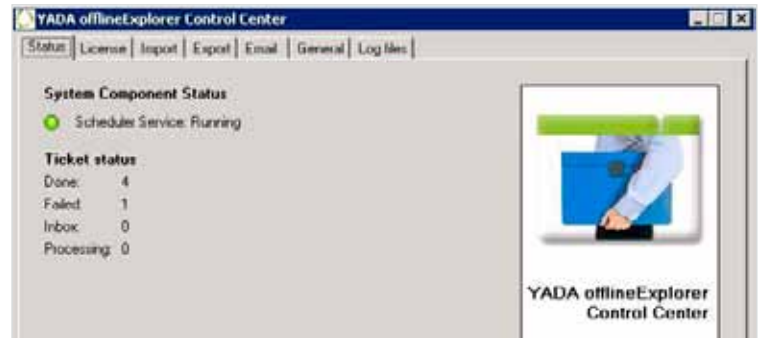 YADA offlineExplorer Control Center
Status License Import Export Email General Log files
System Component Status
Scheduler Service: Running
Ticket status
Done: 4
Failed: 1
Inbox: 0
Processing: 0
YADA offlineExplorer
Control Center